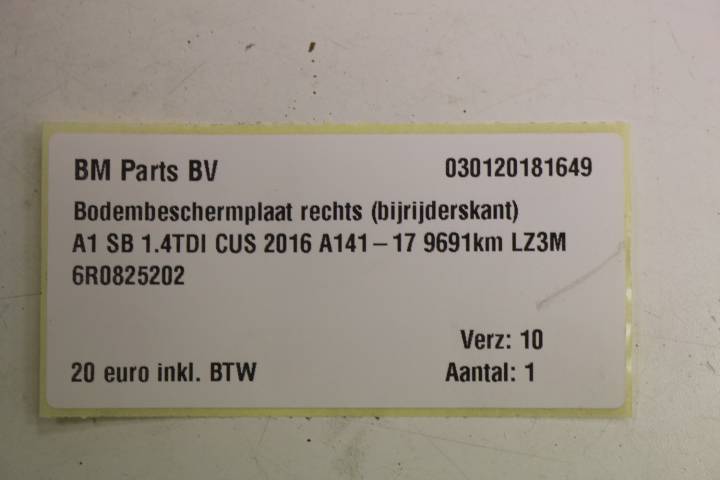 BM Parts BV 030120181649
Bodembeschermplaat rechts (bijrijderskant)
A1 SB 1.4TDI CUS 2016 A141-17 9691km LZ3M
6R0825202
Verz: 10
20 euro inkl. BTW Aantal: 1